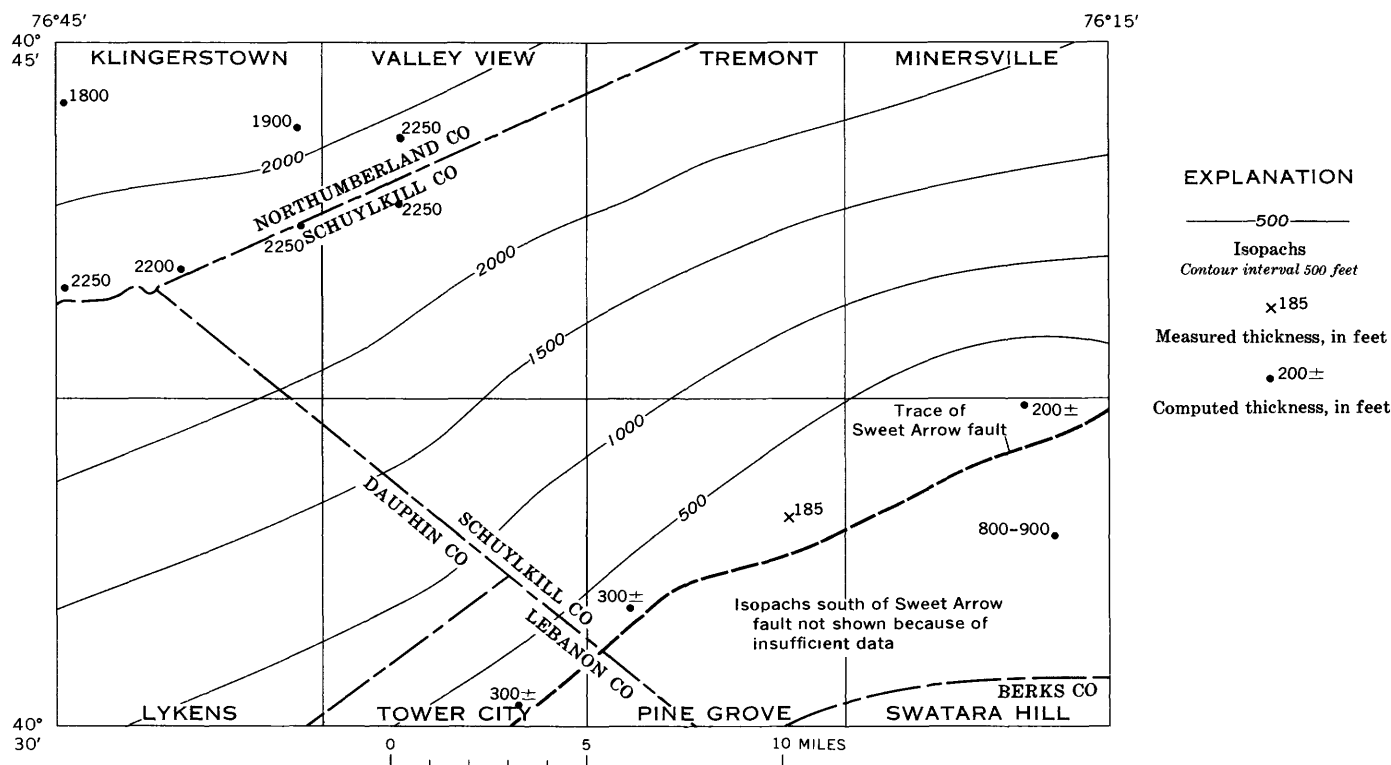 76°45′
76°15′
40°
45′
KLINGERSTOWN
VALLEY VIEW
TREMONT
MINERSVILLE
1800
1900
2250
2000
NORTHUMBERLAND CO
SCHUYLKILL CO
2250
2250
2200
2250
2000
1500
1000
500
Trace of
Sweet Arrow fault
200±
185
800-900
DAUPHIN CO
SCHUYLKILL CO
LEBANON CO
300±
Isopachs south of Sweet Arrow
fault not shown because of
insufficient data
300±
BERKS CO
LYKENS
TOWER CITY
PINE GROVE
SWATARA HILL
40°
30′
0
5
10 MILES
EXPLANATION
500
Isopachs
Contour interval 500 feet
185
Measured thickness, in feet
200±
Computed thickness, in feet